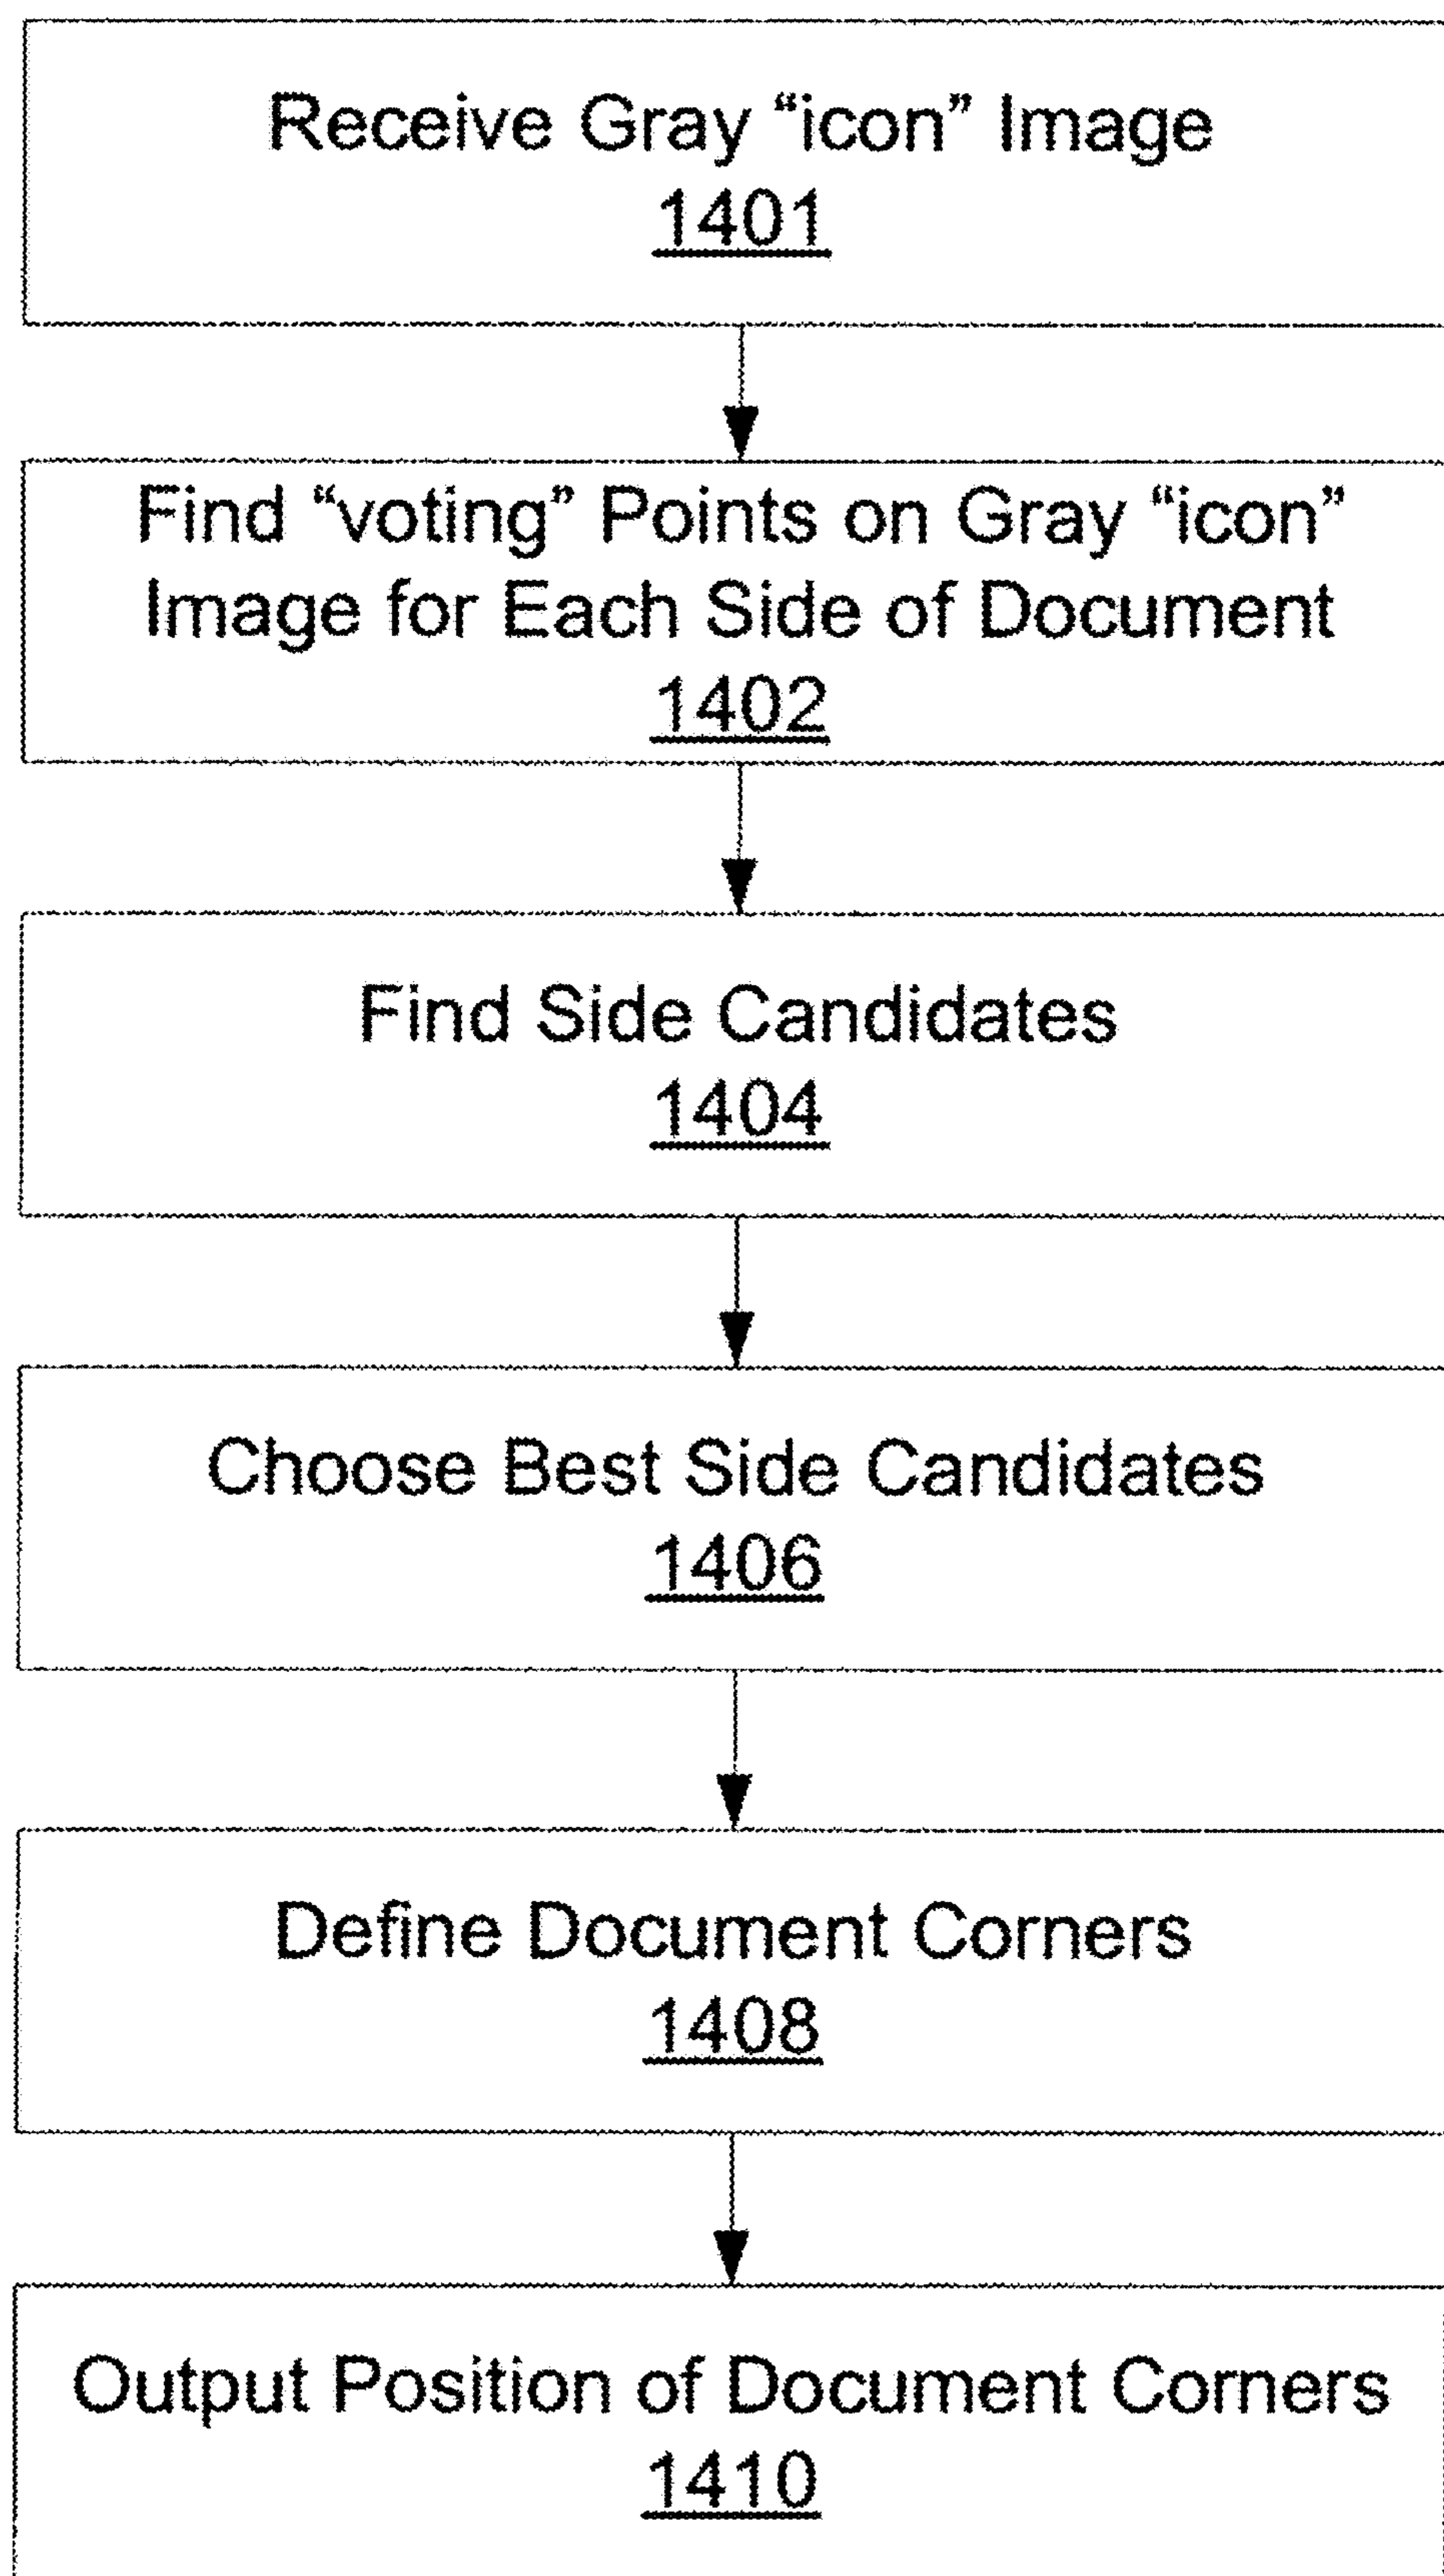 Receive Gray “icon” Image
1401
Find “voting” Points on Gray “icon”
Image for Each Side of Document
1402
Find Side Candidates
1404
Choose Best Side Candidates
1406
Define Document Corners
1408
Output Position of Document Corners
1410